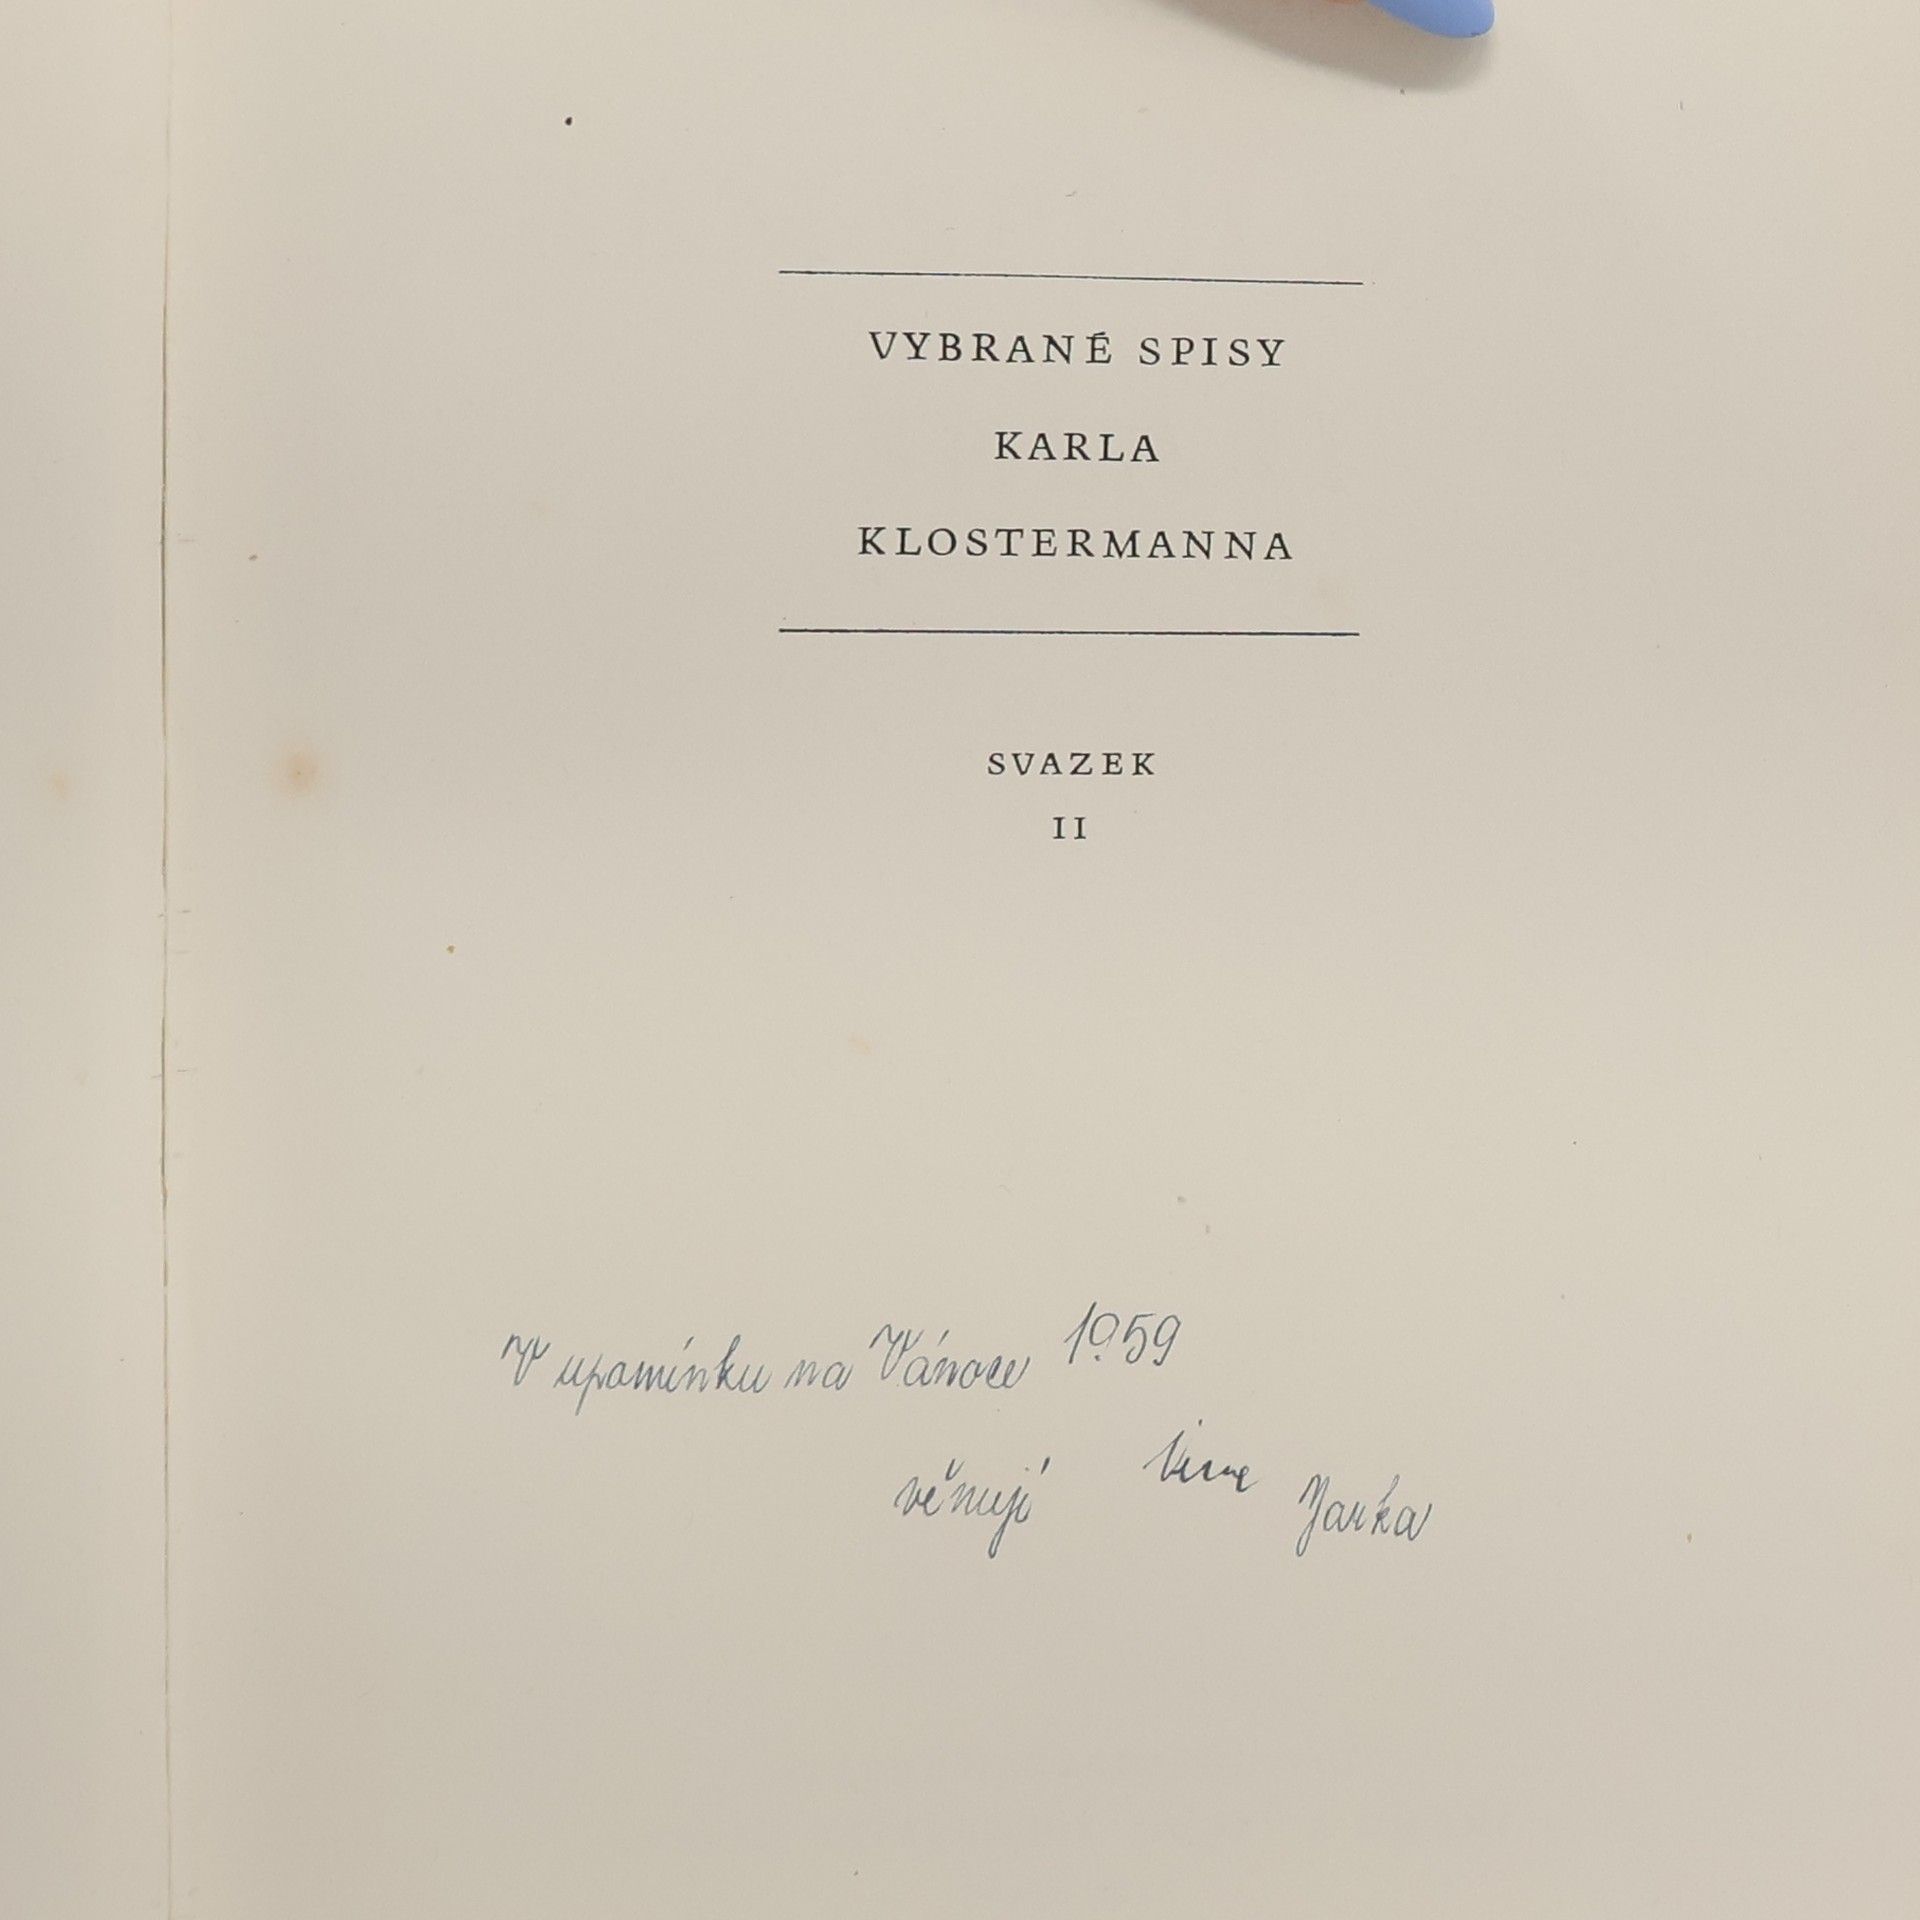 VYBRANÉ SPISY
KARLA
KLOSTERMANNA
SVAZEK
II
V upomínku na Vánoce 1959
věnují Jarka